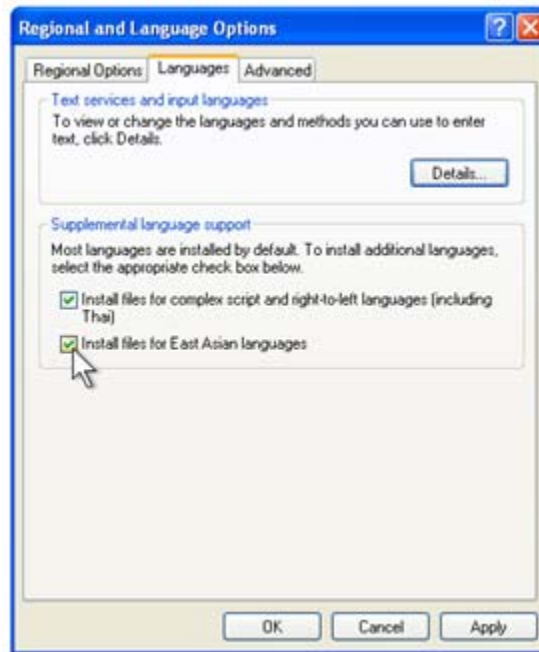 Regional and Language Options
Regional Options Languages Advanced
Text services and input languages
To view or change the languages and methods you can use to enter
text, click Details.
Details...
Supplemental language support
Most languages are installed by default. To install additional languages,
select the appropriate check box below.
Install files for complex script and right-to-left languages (including
Thai)
Install files for East Asian languages
OK Cancel Apply